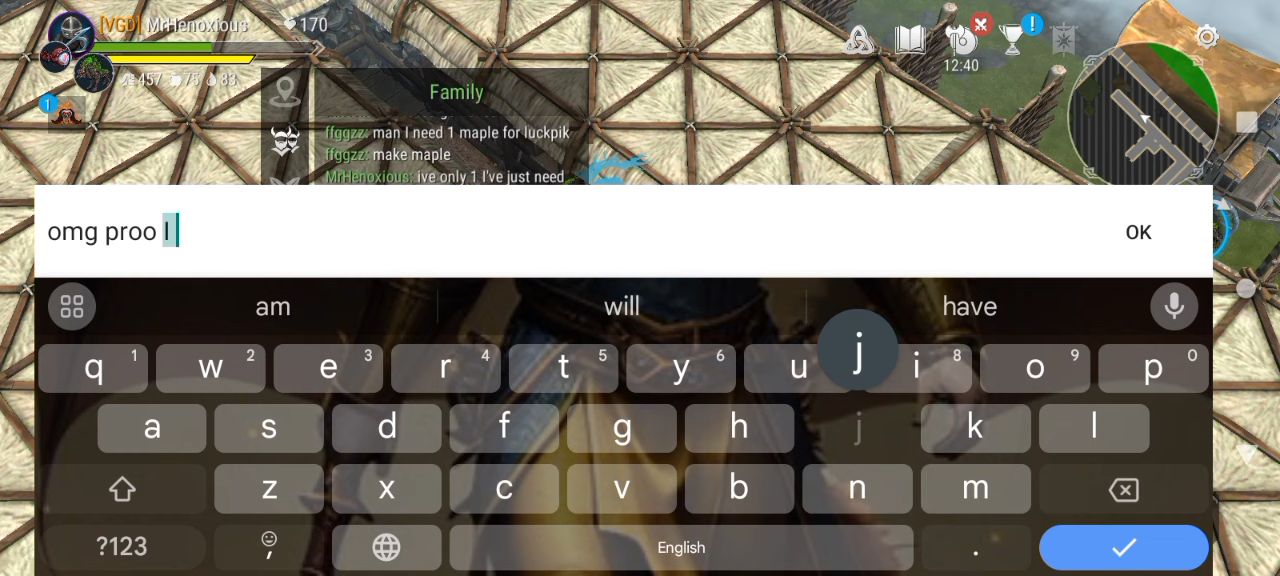 [VGD] MrHenoxious 170
457 75 83
12:40
1
Family
ffggzz: man I need 1 maple for luckpik
ffggzz: make maple
MrHenoxious: ive only 1 I've just need
omg proo I
OK
am will have
j
q 1 w 2 e 3 r 4 t 5 y 6 u i 8 o 9 p 0
a s d f g h j k l
z x c v b n m
?123 , English .